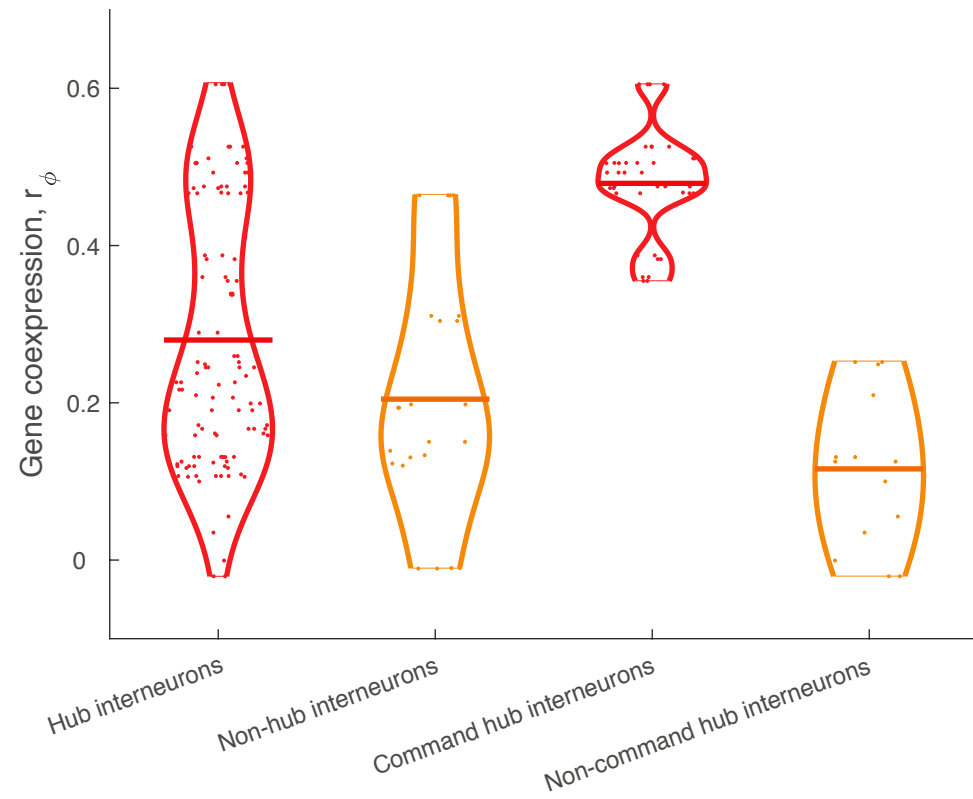 Gene coexpression, r_ϕ
0.6
0.4
0.2
0
Hub interneurons
Non-hub interneurons
Command hub interneurons
Non-command hub interneurons